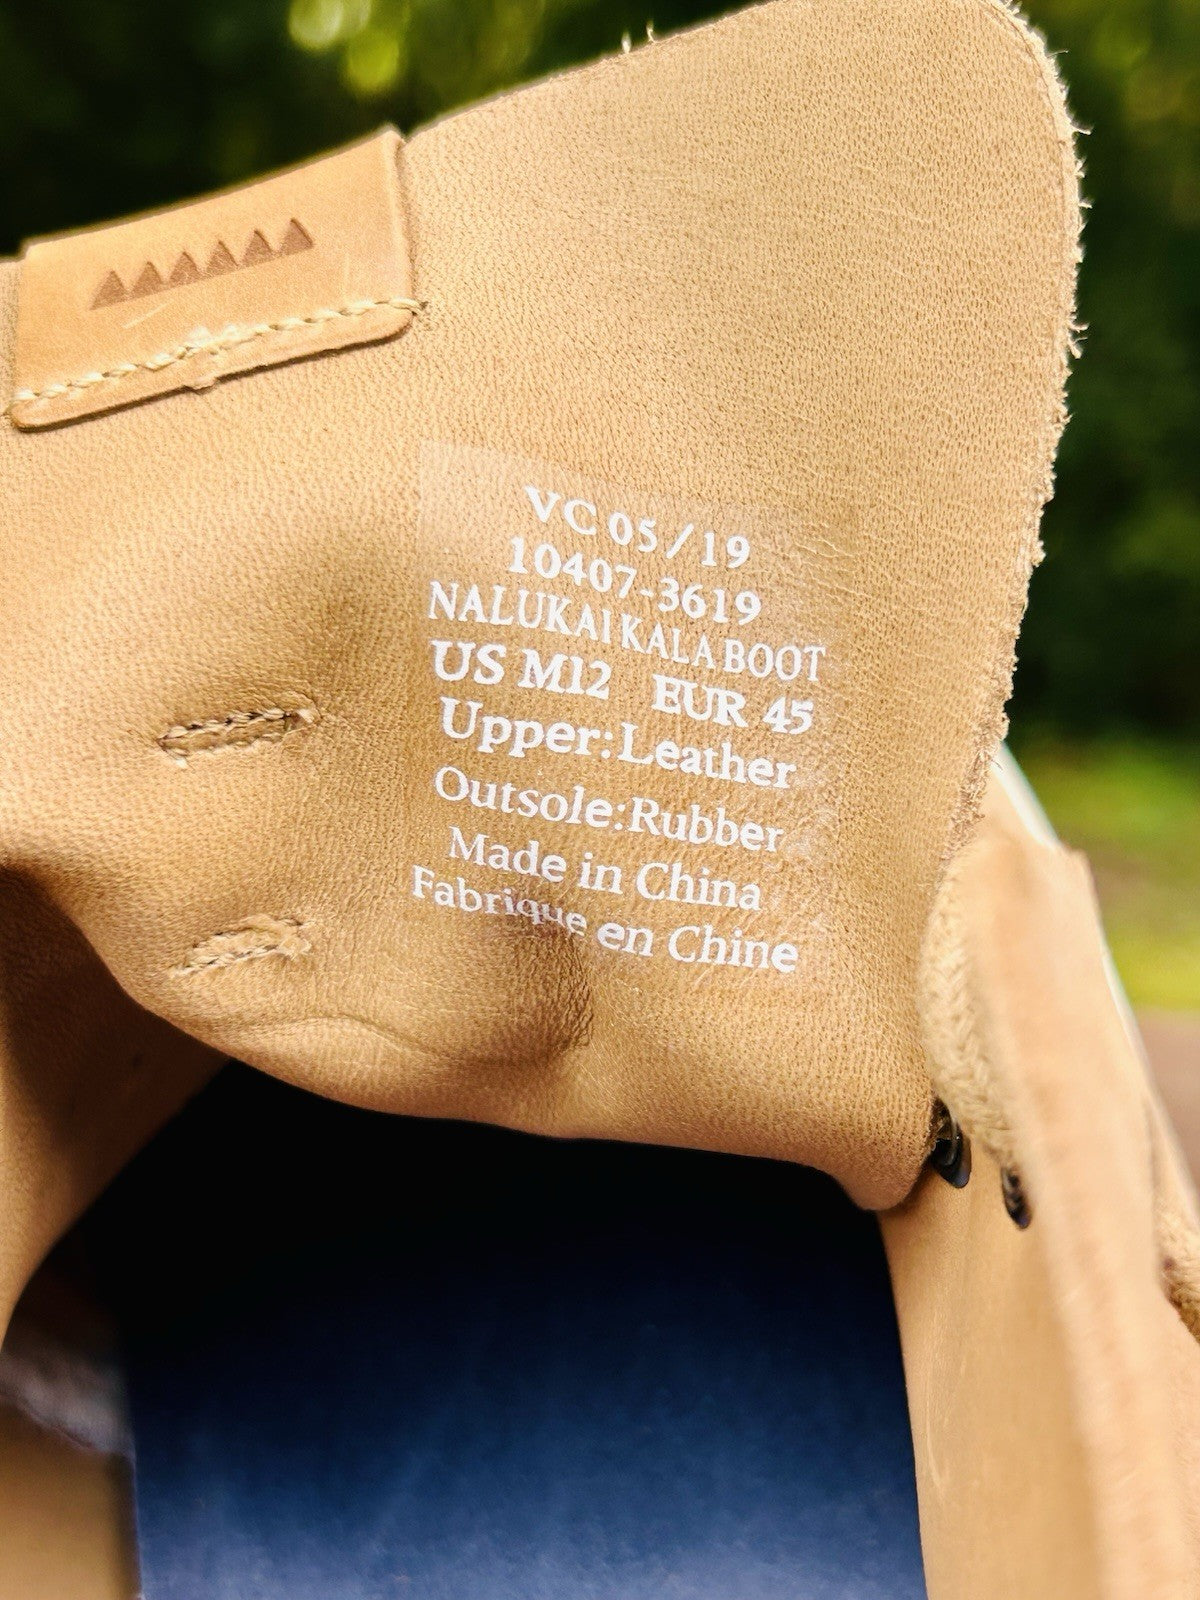 VC 05/19
10407-3619
NALUKAI KALA BOOT
US M12 EUR 45
Upper:Leather
Outsole:Rubber
Made in China
Fabrique en Chine